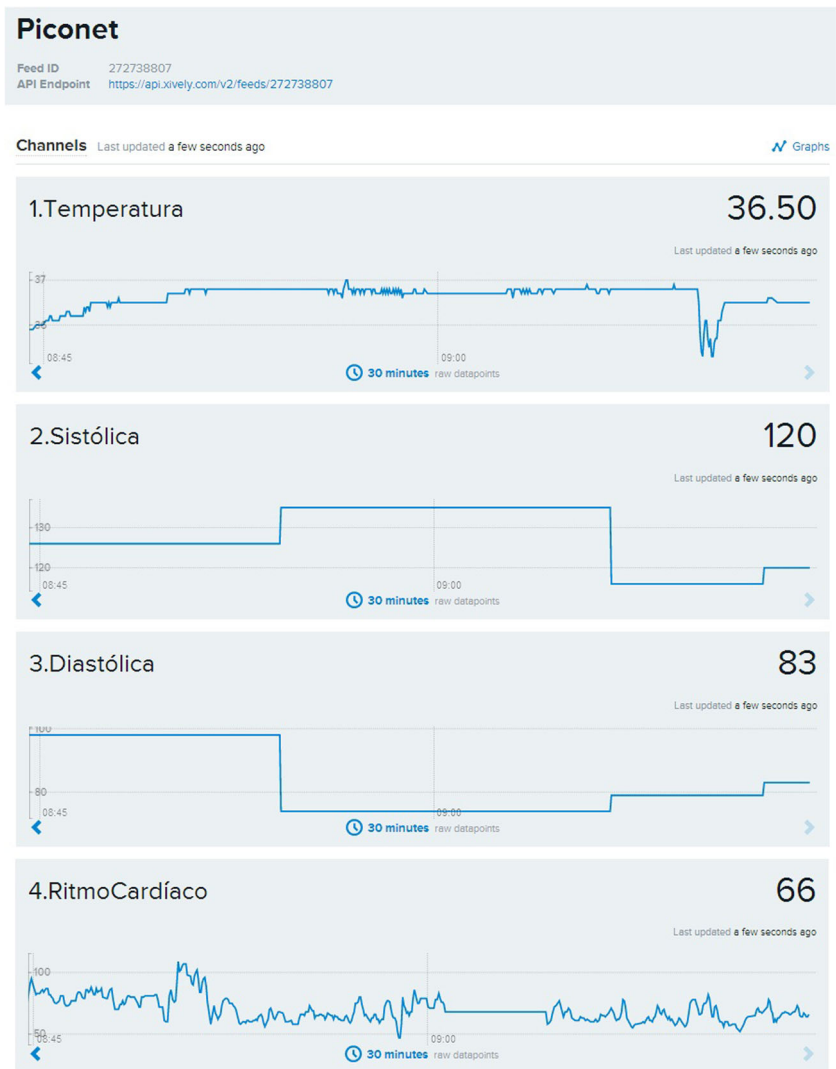 Piconet
Feed ID 272738807
API Endpoint https://api.xively.com/v2/feeds/272738807
Channels Last updated a few seconds ago Graphs
1.Temperatura 36.50
Last updated a few seconds ago
37
36
08:45 09:00
30 minutes raw datapoints
2.Sistólica 120
Last updated a few seconds ago
130
120
08:45 09:00
30 minutes raw datapoints
3.Diastólica 83
Last updated a few seconds ago
100
80
08:45 09:00
30 minutes raw datapoints
4.RitmoCardíaco 66
Last updated a few seconds ago
100
50
08:45 09:00
30 minutes raw datapoints